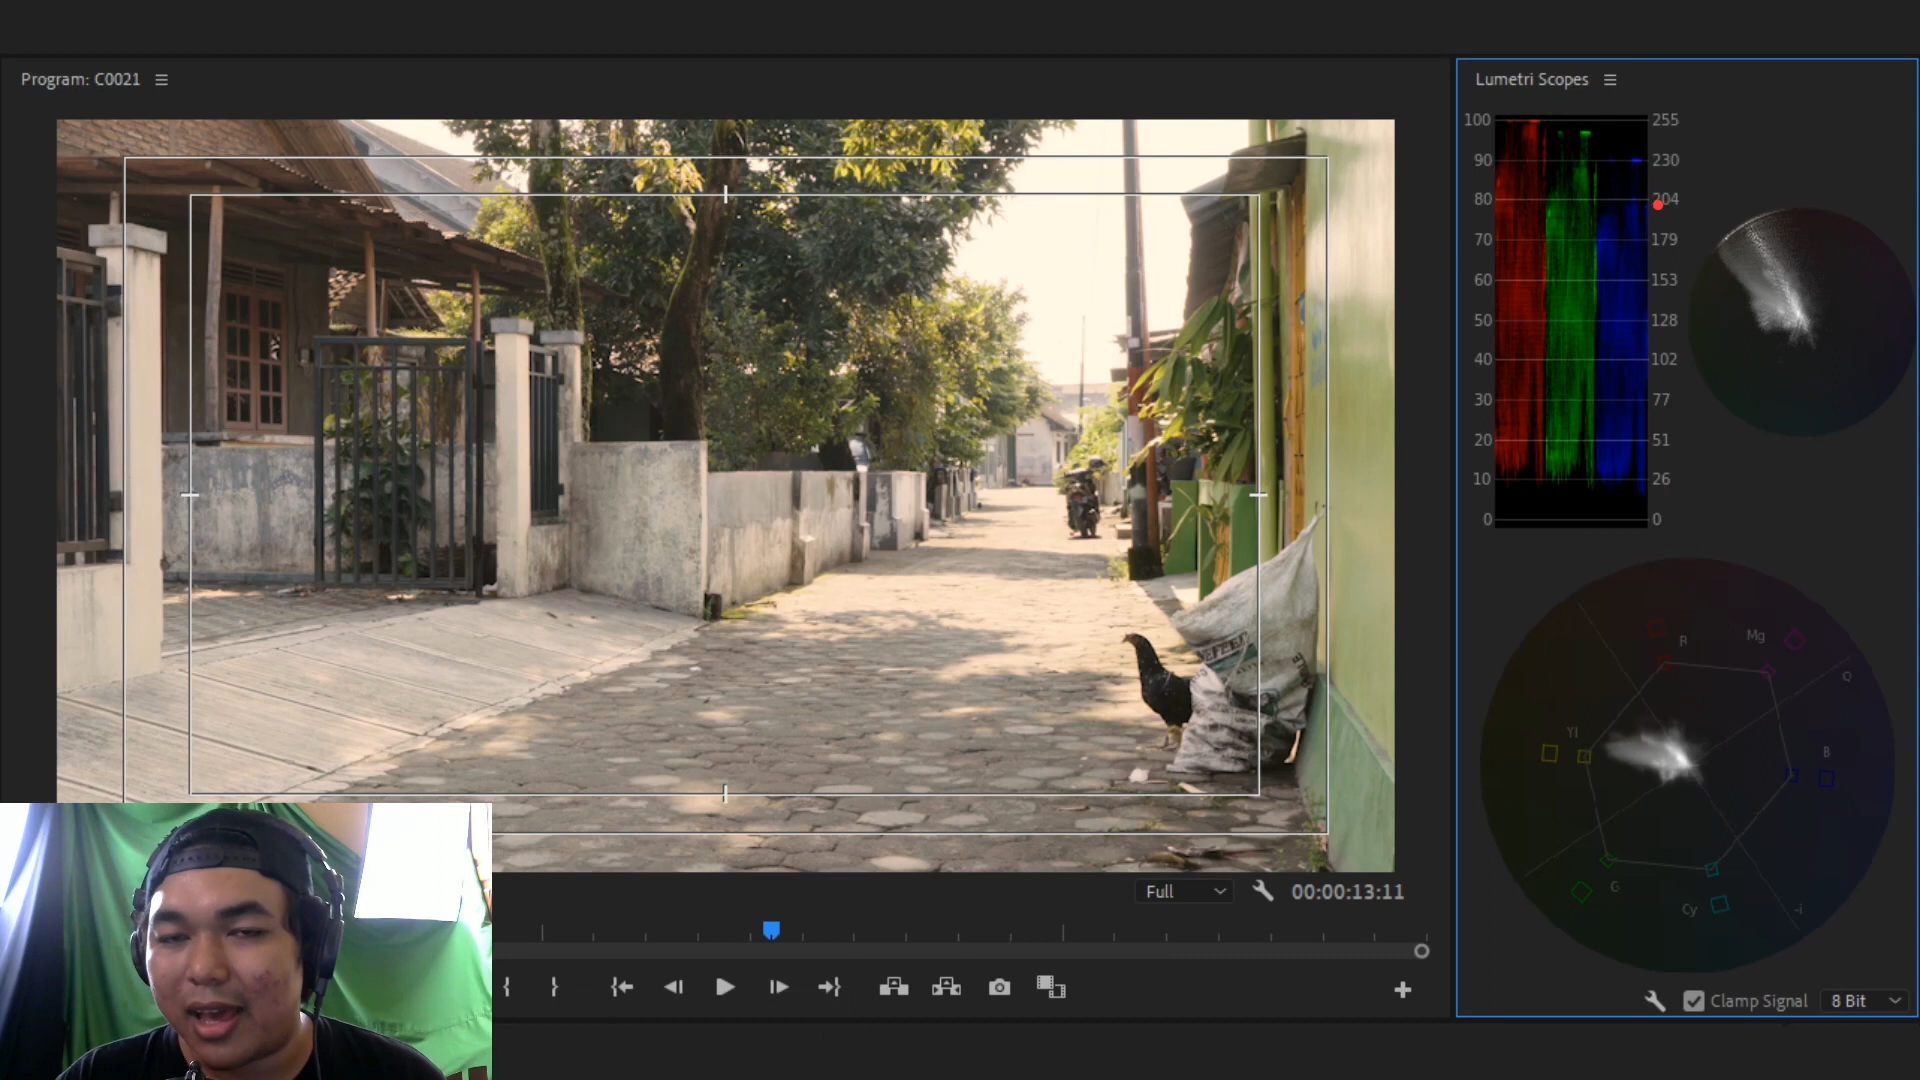 Program: C0021
Lumetri Scopes
100 255
90 230
80 204
70 179
60 153
50 128
40 102
30 77
20 51
10 26
0 0
R Mg
Q
Yl
B
G
Cy -i
Full 00:00:13:11
Clamp Signal 8 Bit